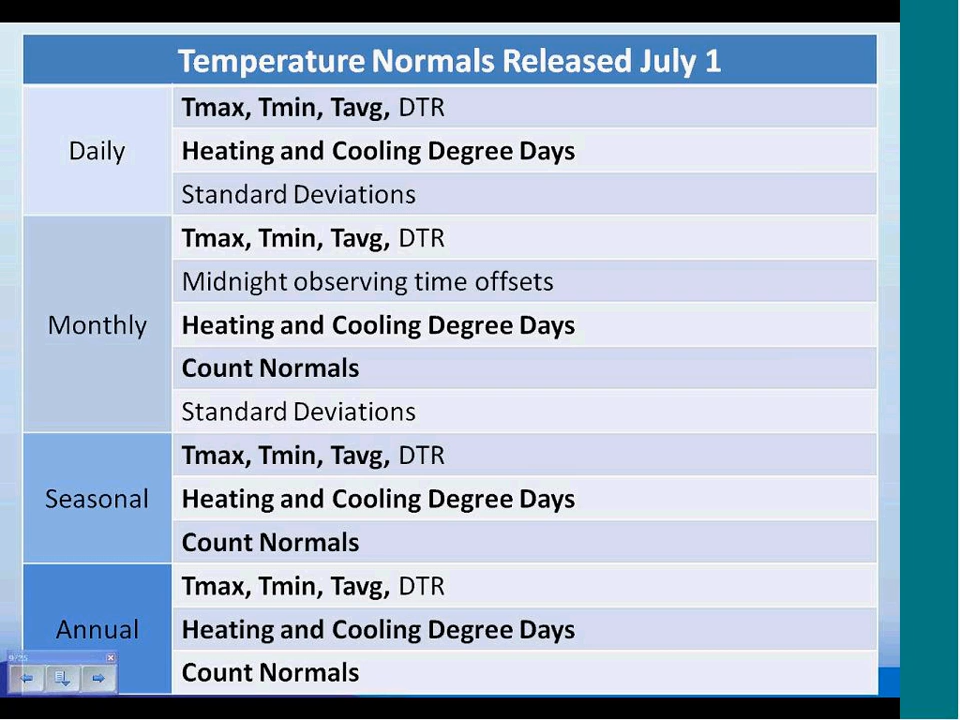 Temperature Normals Released July 1
Daily
Tmax, Tmin, Tavg, DTR
Heating and Cooling Degree Days
Standard Deviations
Monthly
Tmax, Tmin, Tavg, DTR
Midnight observing time offsets
Heating and Cooling Degree Days
Count Normals
Standard Deviations
Seasonal
Tmax, Tmin, Tavg, DTR
Heating and Cooling Degree Days
Count Normals
Annual
Tmax, Tmin, Tavg, DTR
Heating and Cooling Degree Days
Count Normals